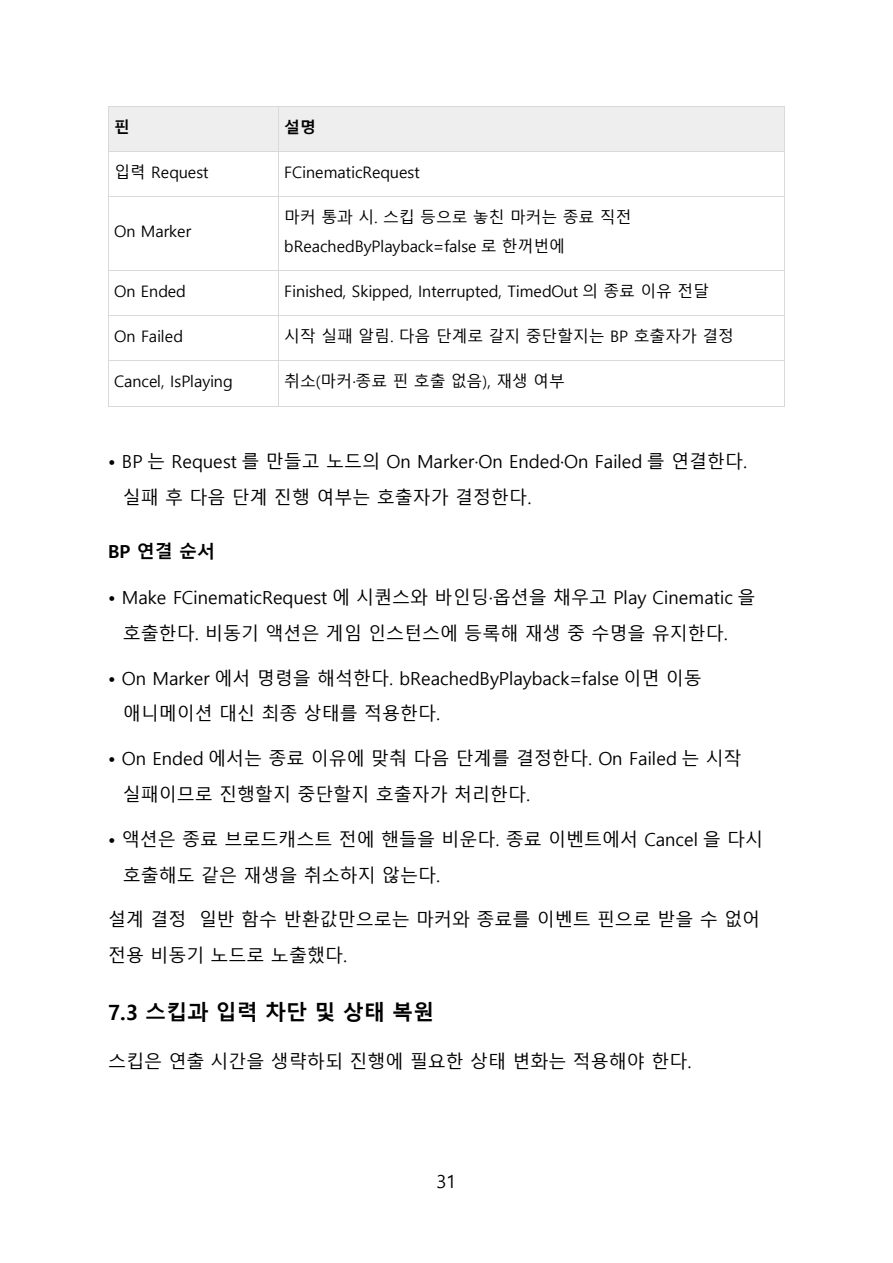 핀 설명
입력 Request FCinematicRequest
On Marker 마커 통과 시. 스킵 등으로 놓친 마커는 종료 직전
bReachedByPlayback=false 로 한꺼번에
On Ended Finished, Skipped, Interrupted, TimedOut 의 종료 이유 전달
On Failed 시작 실패 알림. 다음 단계로 갈지 중단할지는 BP 호출자가 결정
Cancel, IsPlaying 취소(마커·종료 핀 호출 없음), 재생 여부
• BP 는 Request 를 만들고 노드의 On Marker·On Ended·On Failed 를 연결한다.
실패 후 다음 단계 진행 여부는 호출자가 결정한다.
BP 연결 순서
• Make FCinematicRequest 에 시퀀스와 바인딩·옵션을 채우고 Play Cinematic 을
호출한다. 비동기 액션은 게임 인스턴스에 등록해 재생 중 수명을 유지한다.
• On Marker 에서 명령을 해석한다. bReachedByPlayback=false 이면 이동
애니메이션 대신 최종 상태를 적용한다.
• On Ended 에서는 종료 이유에 맞춰 다음 단계를 결정한다. On Failed 는 시작
실패이므로 진행할지 중단할지 호출자가 처리한다.
• 액션은 종료 브로드캐스트 전에 핸들을 비운다. 종료 이벤트에서 Cancel 을 다시
호출해도 같은 재생을 취소하지 않는다.
설계 결정 일반 함수 반환값만으로는 마커와 종료를 이벤트 핀으로 받을 수 없어
전용 비동기 노드로 노출했다.
7.3 스킵과 입력 차단 및 상태 복원
스킵은 연출 시간을 생략하되 진행에 필요한 상태 변화는 적용해야 한다.
31